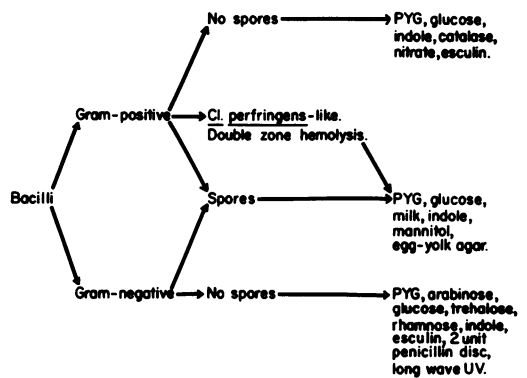 No spores
PYG, glucose,
indole, catalase,
nitrate, esculin.
Gram-positive
Cl. perfringens-like.
Double zone hemolysis.
Bacilli
Spores
PYG, glucose,
milk, indole,
mannitol,
egg-yolk agar.
Gram-negative
No spores
PYG, arabinose,
glucose, trehalose,
rhamnose, indole,
esculin, 2 unit
penicillin disc,
long wave UV.